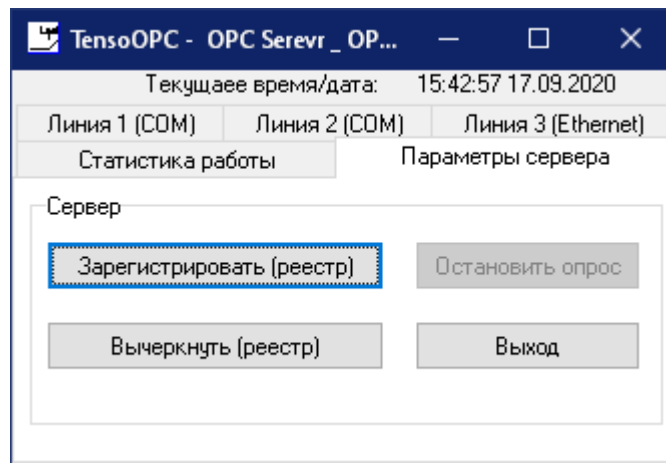 TensoOPC - OPC Serevr _ OP...
Текущаее время/дата: 15:42:57 17.09.2020
Линия 1 (COM) Линия 2 (COM) Линия 3 (Ethernet)
Статистика работы Параметры сервера
Сервер
Зарегистрировать (реестр) Остановить опрос
Вычеркнуть (реестр) Выход